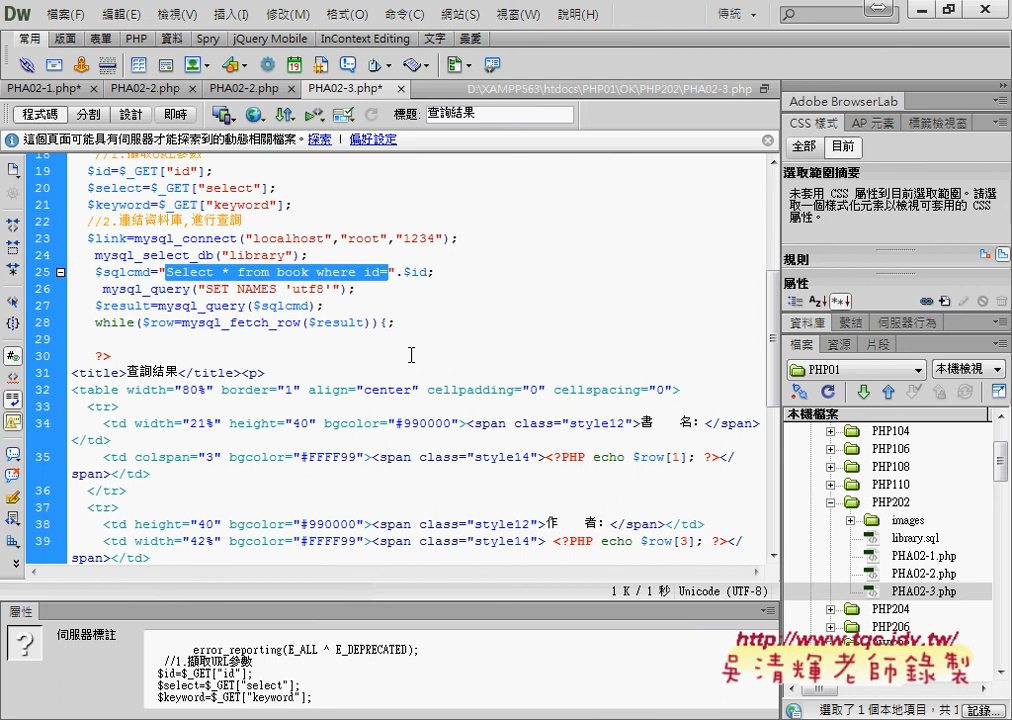 Dw 檔案(F) 編輯(E) 檢視(V) 插入(I) 修改(M) 格式(O) 命令(C) 網站(S) 視窗(W) 說明(H) 傳統
常用 版面 表單 PHP 資料 Spry jQuery Mobile InContext Editing 文字 最愛
PHA02-1.php* × PHA02-2.php × PHA02-2.php × PHA02-3.php* × D:\XAMPP563\htdocs\PHP01\OK\PHP202\PHA02-3.php
程式碼 分割 設計 即時 標題: 查詢結果
這個頁面可能具有伺服器才能探索到的動態相關檔案。 探索 | 偏好設定
18 //1.擷取URL參數
19 $id=$_GET["id"];
20 $select=$_GET["select"];
21 $keyword=$_GET["keyword"];
22 //2.連結資料庫,進行查詢
23 $link=mysql_connect("localhost","root","1234");
24 mysql_select_db("library");
25 $sqlcmd="Select * from book where id=".$id;
26 mysql_query("SET NAMES 'utf8'");
27 $result=mysql_query($sqlcmd);
28 while($row=mysql_fetch_row($result)){;
29
30 ?>
31 <title>查詢結果</title><p>
32 <table width="80%" border="1" align="center" cellpadding="0" cellspacing="0">
33 <tr>
34 <td width="21%" height="40" bgcolor="#990000"><span class="style12">書 名:</span>
</td>
35 <td colspan="3" bgcolor="#FFFF99"><span class="style14"><?PHP echo $row[1]; ?></
span></td>
36 </tr>
37 <tr>
38 <td height="40" bgcolor="#990000"><span class="style12">作 者:</span></td>
39 <td width="42%" bgcolor="#FFFF99"><span class="style14"> <?PHP echo $row[3]; ?></
span></td>
1 K / 1 秒 Unicode (UTF-8)
屬性
伺服器標註
error_reporting(E_ALL ^ E_DEPRECATED);
//1.擷取URL參數
$id=$_GET["id"];
$select=$_GET["select"];
$keyword=$_GET["keyword"];
Adobe BrowserLab
CSS 樣式 AP 元素 標籤檢視窗
全部 目前
選取範圍摘要
未套用 CSS 屬性到目前選取範圍。請選
取一個樣式化元素以檢視可套用的 CSS
屬性。
規則
屬性
資料庫 繫結 伺服器行為
檔案 資源 片段
PHP01 本機檢視
本機檔案
PHP104
PHP106
PHP108
PHP110
PHP202
images
library.sql
PHA02-1.php
PHA02-2.php
PHA02-3.php
PHP204
PHP206
http://www.tqc.idv.tw/
吳清輝老師錄製
選取了 1 個本地項目,共 1 記錄...